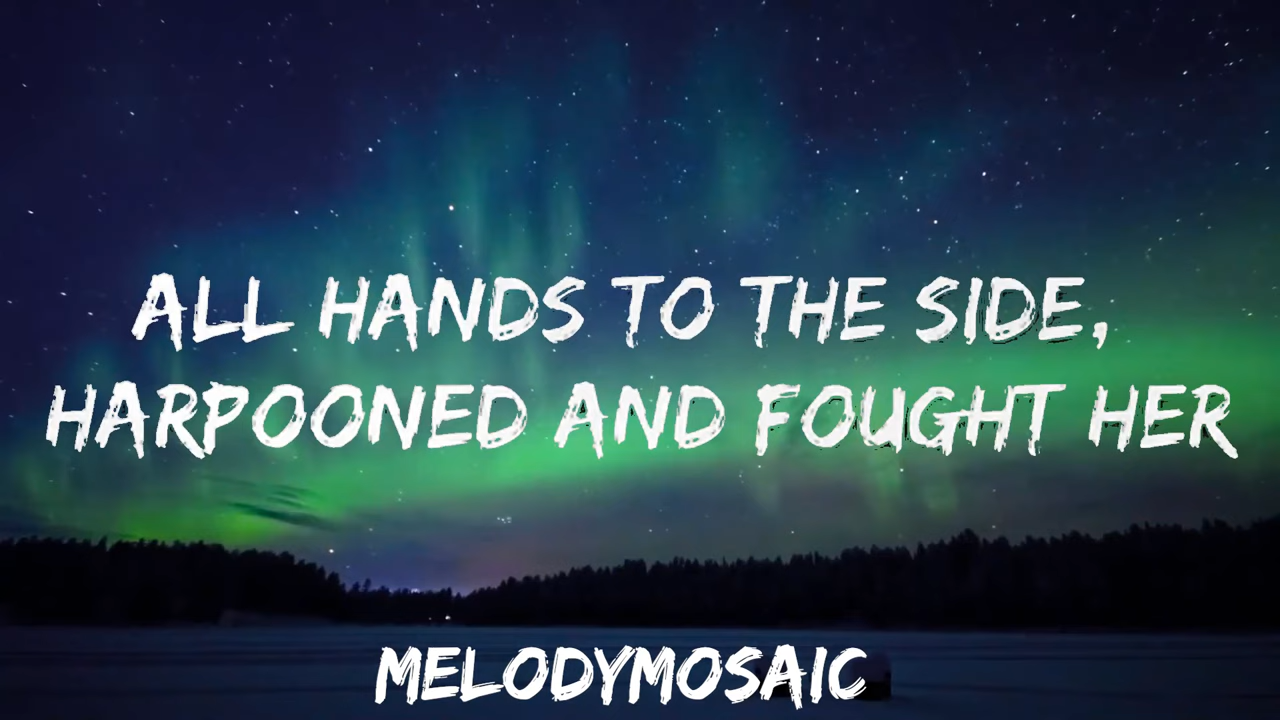 ALL HANDS TO THE SIDE,
HARPOONED AND FOUGHT HER
MELODYMOSAIC